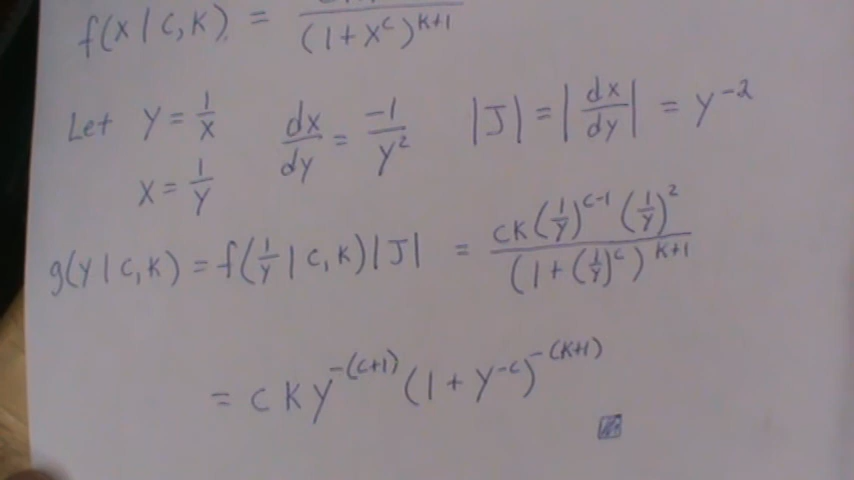 f(x | c, k) = / (1 + x^c)^{k+1}
Let y = 1/x dx/dy = -1/y^2 |J| = |dx/dy| = y^{-2}
x = 1/y
g(y | c, k) = f(1/y | c, k) |J| = ck(1/y)^{c-1} (1/y)^2 / (1 + (1/y)^c)^{k+1}
= c k y^{-(c+1)} (1 + y^{-c})^{-(k+1)}